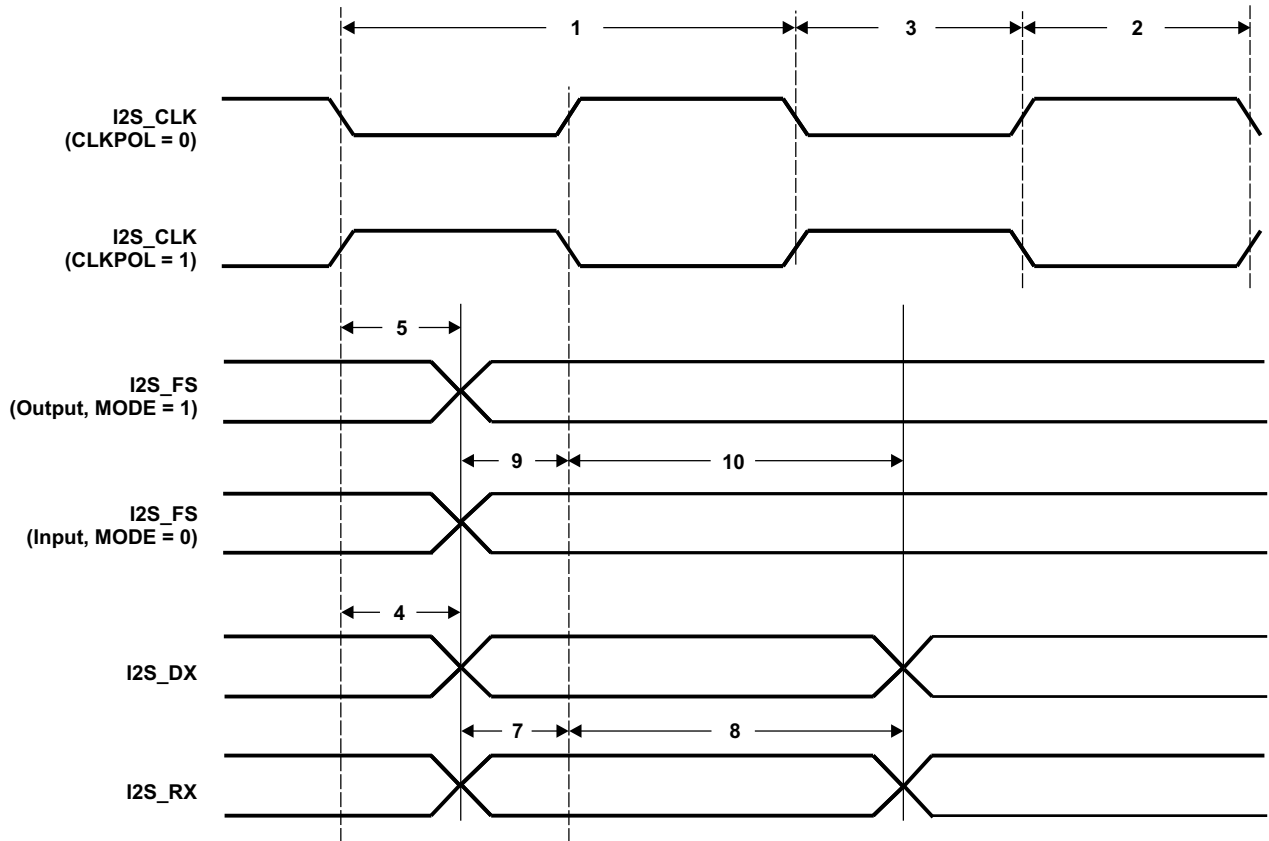 1
3
2
I2S_CLK
(CLKPOL = 0)
I2S_CLK
(CLKPOL = 1)
5
I2S_FS
(Output, MODE = 1)
9
10
I2S_FS
(Input, MODE = 0)
4
I2S_DX
7
8
I2S_RX